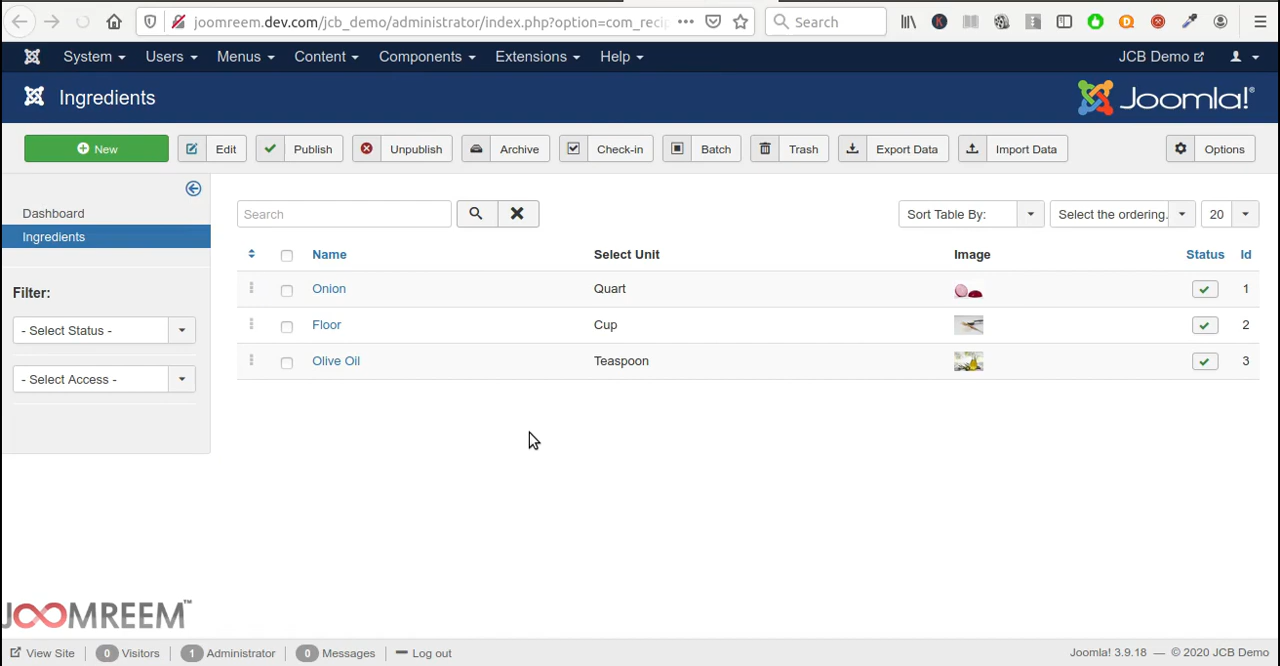 joomreem.dev.com/jcb_demo/administrator/index.php?option=com_recip
Search
System Users Menus Content Components Extensions Help JCB Demo
Ingredients Joomla!®
New Edit Publish Unpublish Archive Check-in Batch Trash Export Data Import Data Options
Dashboard
Ingredients
Filter:
- Select Status -
- Select Access -
Search Sort Table By: Select the ordering. 20
Name Select Unit Image Status Id
Onion Quart 1
Floor Cup 2
Olive Oil Teaspoon 3
JOOMREEM™
View Site 0 Visitors 1 Administrator 0 Messages Log out Joomla! 3.9.18 — © 2020 JCB Demo